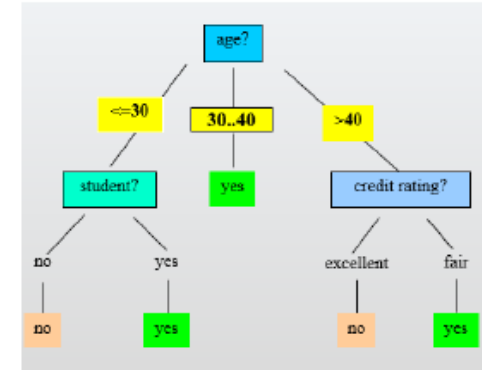 age?
<=30
30..40
>40
student?
yes
credit rating?
no
yes
excellent
fair
no
yes
no
yes